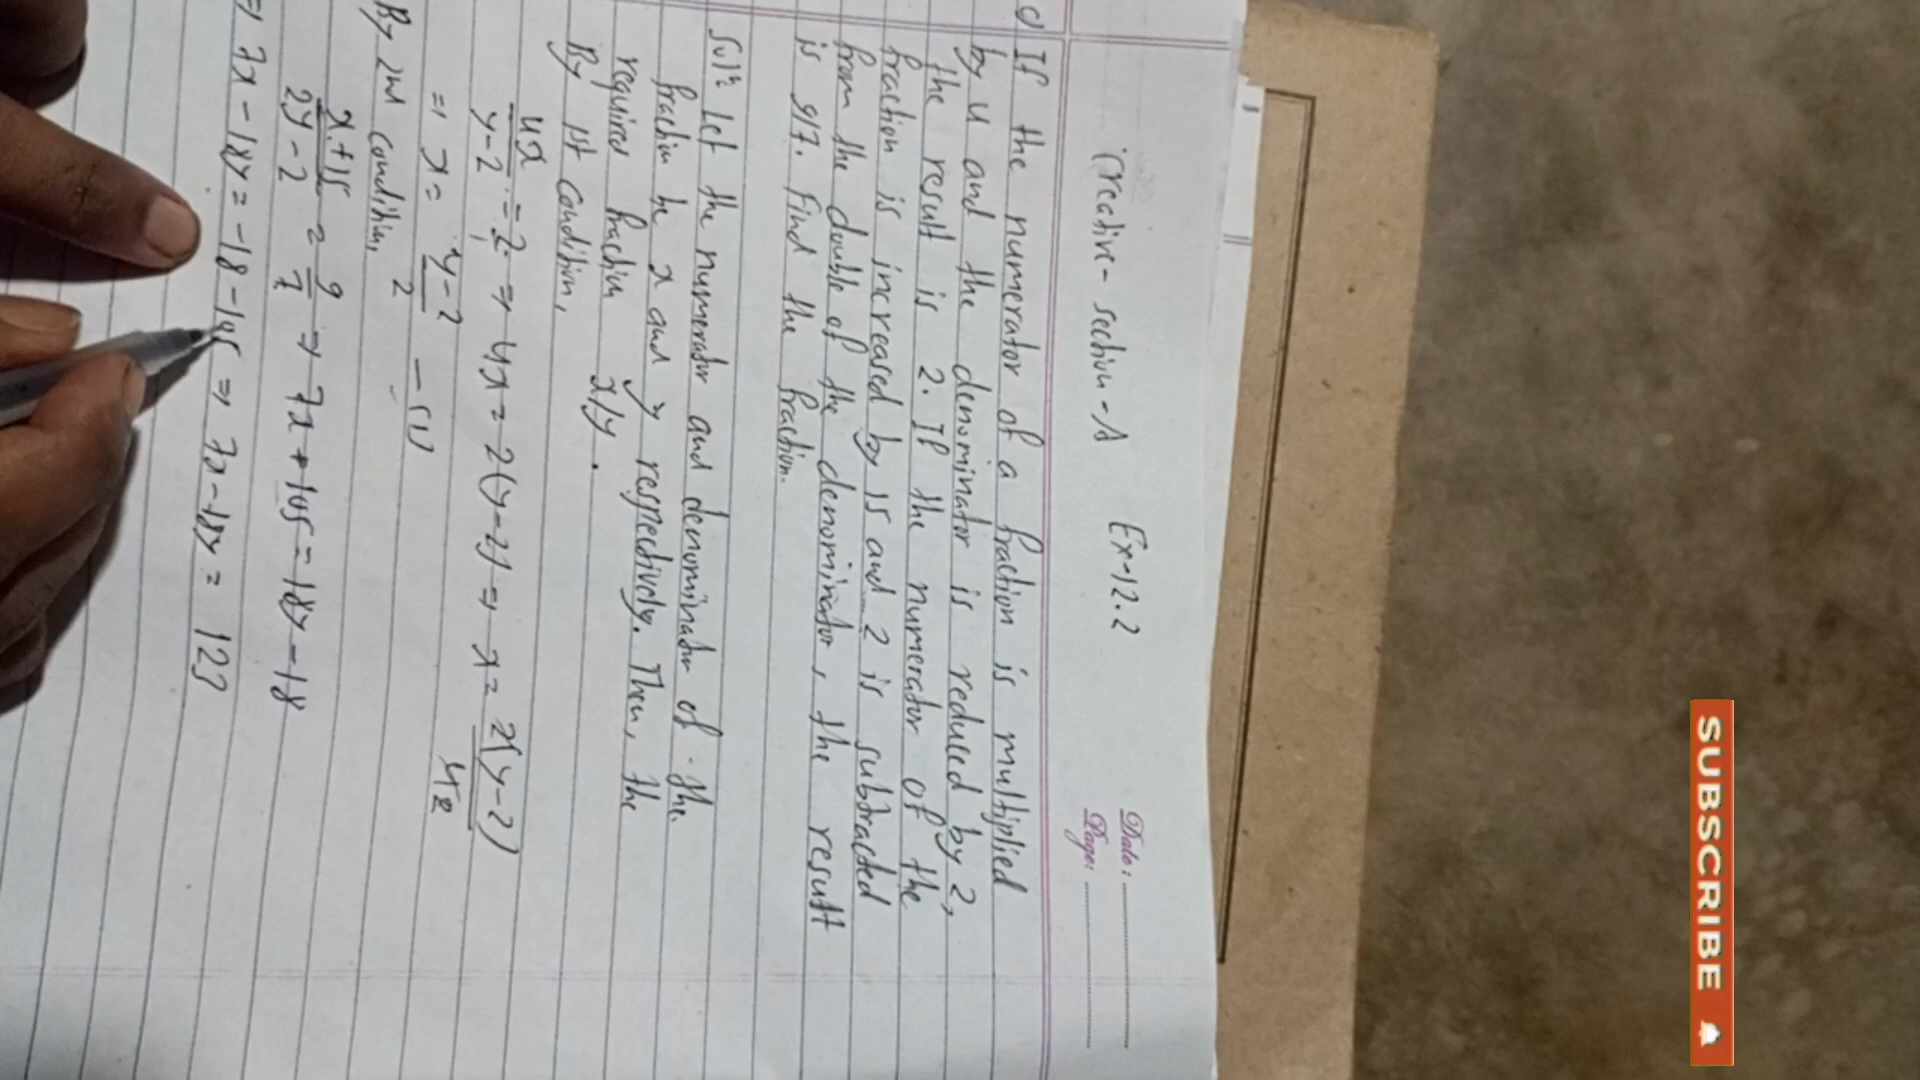 Creative- section-A Ex-12.2
Date:
Page:
d) If the numerator of a fraction is multiplied
by 4 and the denominator is reduced by 2,
the result is 2. If the numerator of the
fraction is increased by 15 and 2 is subtracted
from the double of the denominator, the result
is 9/7. Find the fraction.
Solⁿ Let the numerator and denominator of the
fraction be x and y respectively. Then, the
required fraction x/y.
By 1st condition,
4x/y-2 = 2 ⇒ 4x = 2(y-2) ⇒ x = 2(y-2)/42
⇒ x = y-2/2 - (i)
By 2nd condition,
x+15/2y-2 = 9/7 ⇒ 7x+105 = 18y-18
⇒ 7x-18y = -18-105 ⇒ 7x-18y = 123
SUBSCRIBE